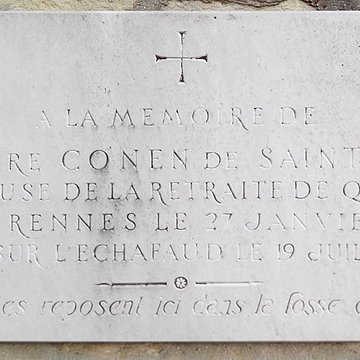 A LA MEMOIRE DE
RE CONEN DE SAINT
USE DE LA RETRAITE DE Q
RENNES LE 27 JANVIE
SUR L'ECHAFAUD LE 19 JUIL
es reposent ici dans la fosse